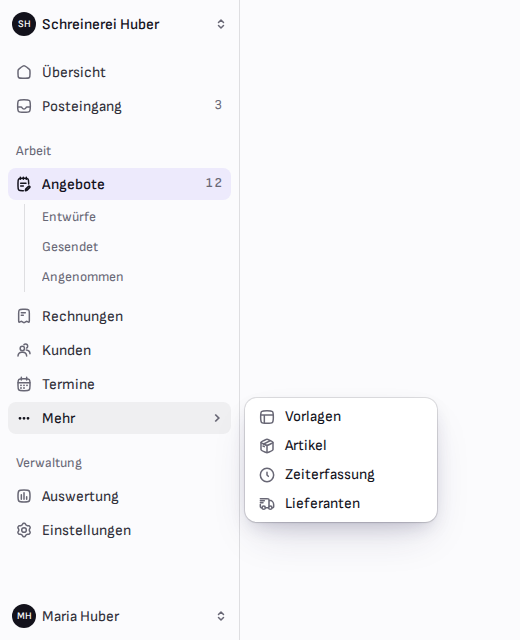 SH Schreinerei Huber
Übersicht
Posteingang 3
Arbeit
Angebote 12
Entwürfe
Gesendet
Angenommen
Rechnungen
Kunden
Termine
Mehr
Vorlagen
Artikel
Zeiterfassung
Lieferanten
Verwaltung
Auswertung
Einstellungen
MH Maria Huber